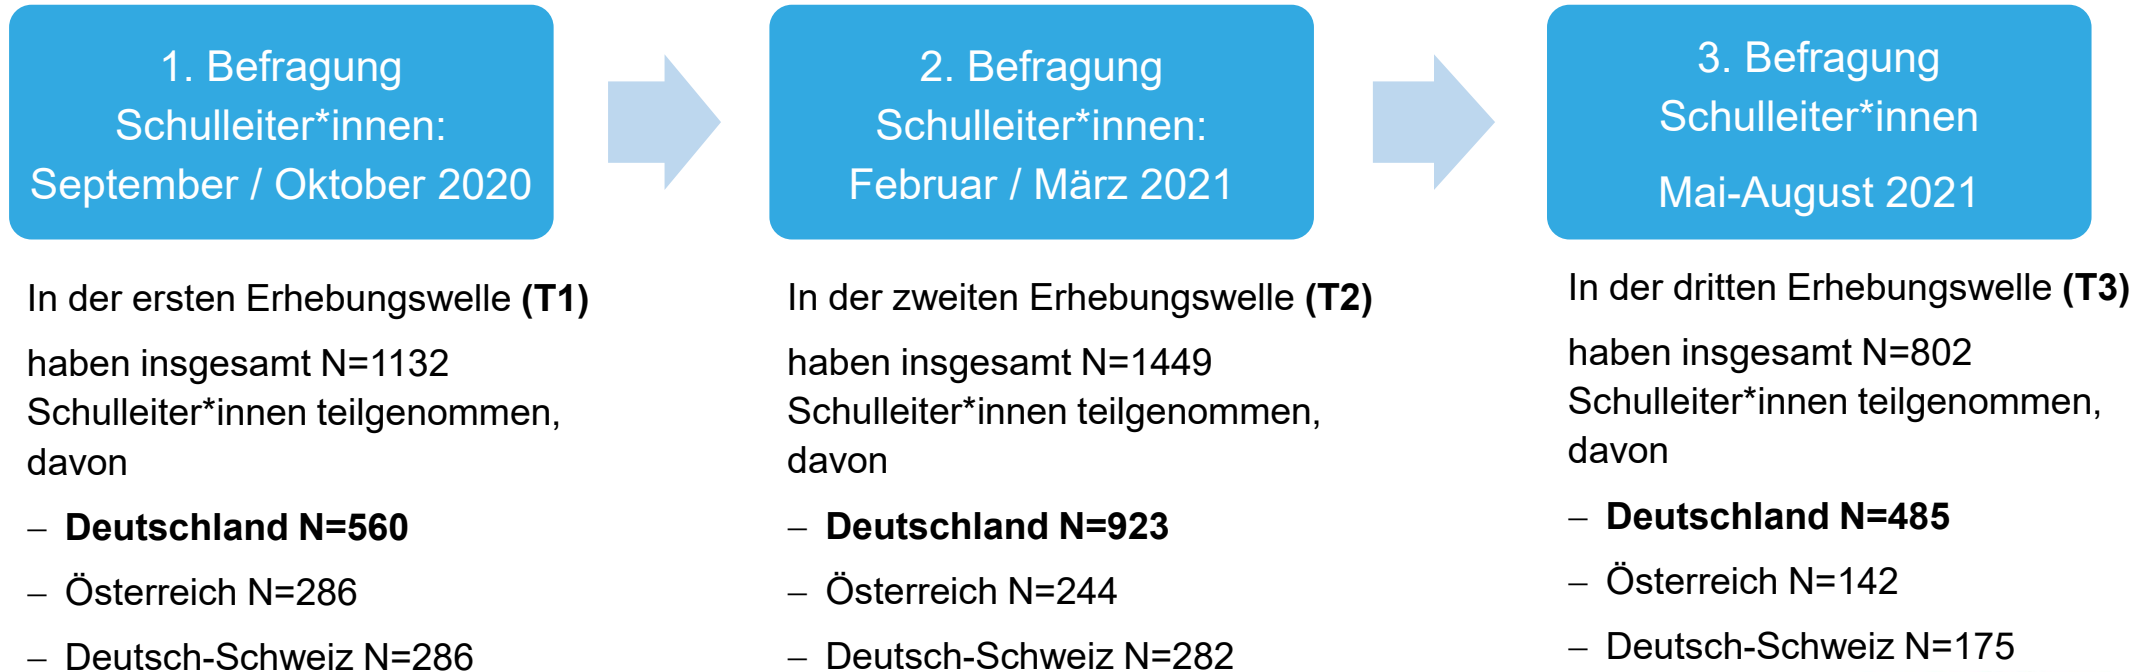 1. Befragung
Schulleiter*innen:
September / Oktober 2020
In der ersten Erhebungswelle (T1)
haben insgesamt N=1132
Schulleiter*innen teilgenommen,
davon
– Deutschland N=560
– Österreich N=286
– Deutsch-Schweiz N=286
2. Befragung
Schulleiter*innen:
Februar / März 2021
In der zweiten Erhebungswelle (T2)
haben insgesamt N=1449
Schulleiter*innen teilgenommen,
davon
– Deutschland N=923
– Österreich N=244
– Deutsch-Schweiz N=282
3. Befragung
Schulleiter*innen
Mai-August 2021
In der dritten Erhebungswelle (T3)
haben insgesamt N=802
Schulleiter*innen teilgenommen,
davon
– Deutschland N=485
– Österreich N=142
– Deutsch-Schweiz N=175